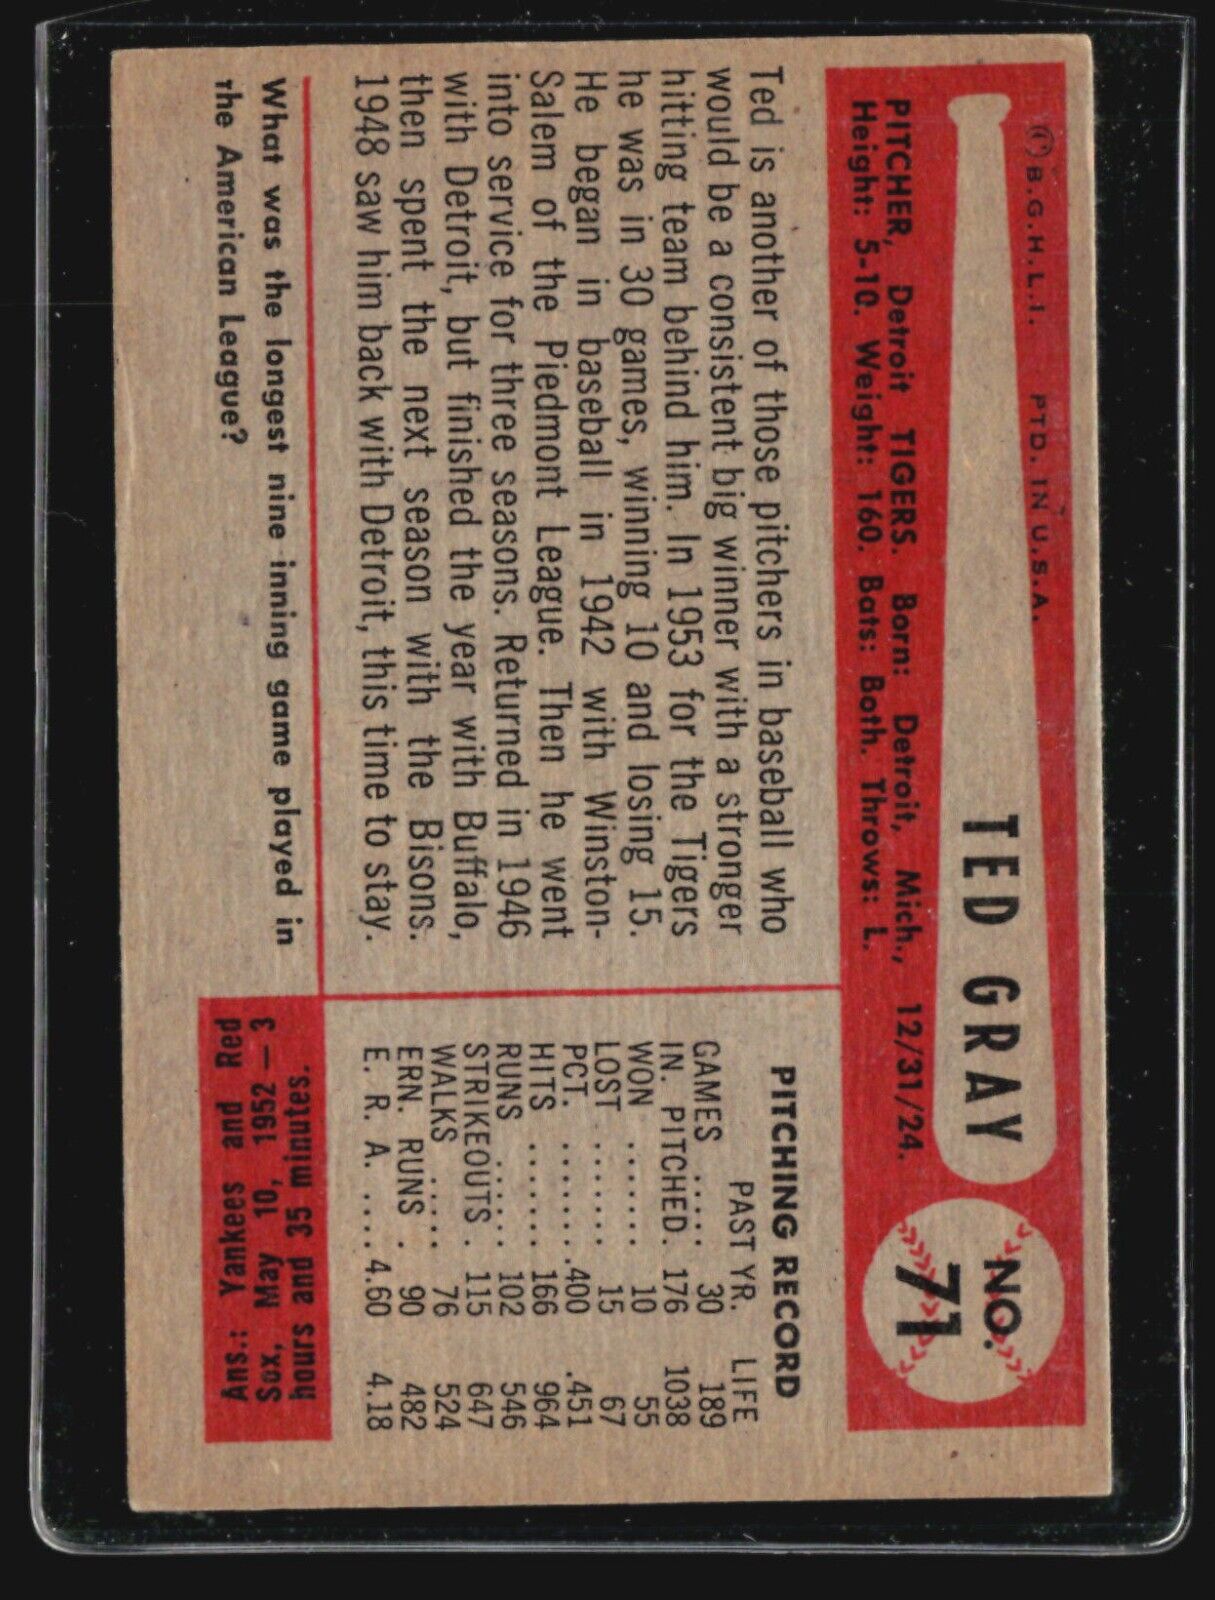 © B.G.H.L.I. PTD. IN U.S.A.
TED GRAY
NO.
71
PITCHER, Detroit TIGERS. Born: Detroit, Mich., 12/31/24.
Height: 5-10. Weight: 160. Bats: Both. Throws: L.
Ted is another of those pitchers in baseball who
would be a consistent big winner with a stronger
hitting team behind him. In 1953 for the Tigers
he was in 30 games, winning 10 and losing 15.
He began in baseball in 1942 with Winston-
Salem of the Piedmont League. Then he went
into service for three seasons. Returned in 1946
with Detroit, but finished the year with Buffalo,
then spent the next season with the Bisons.
1948 saw him back with Detroit, this time to stay.
PITCHING RECORD
PAST YR. LIFE
GAMES ..... 30 189
IN. PITCHED. 176 1038
WON ....... 10 55
LOST ...... 15 67
PCT. ....... .400 .451
HITS ....... 166 964
RUNS ..... 102 546
STRIKEOUTS . 115 647
WALKS ..... 76 524
ERN. RUNS . 90 482
E. R. A. .... 4.60 4.18
What was the longest nine inning game played in
the American League?
Ans.: Yankees and Red
Sox, May 10, 1952 — 3
hours and 35 minutes.